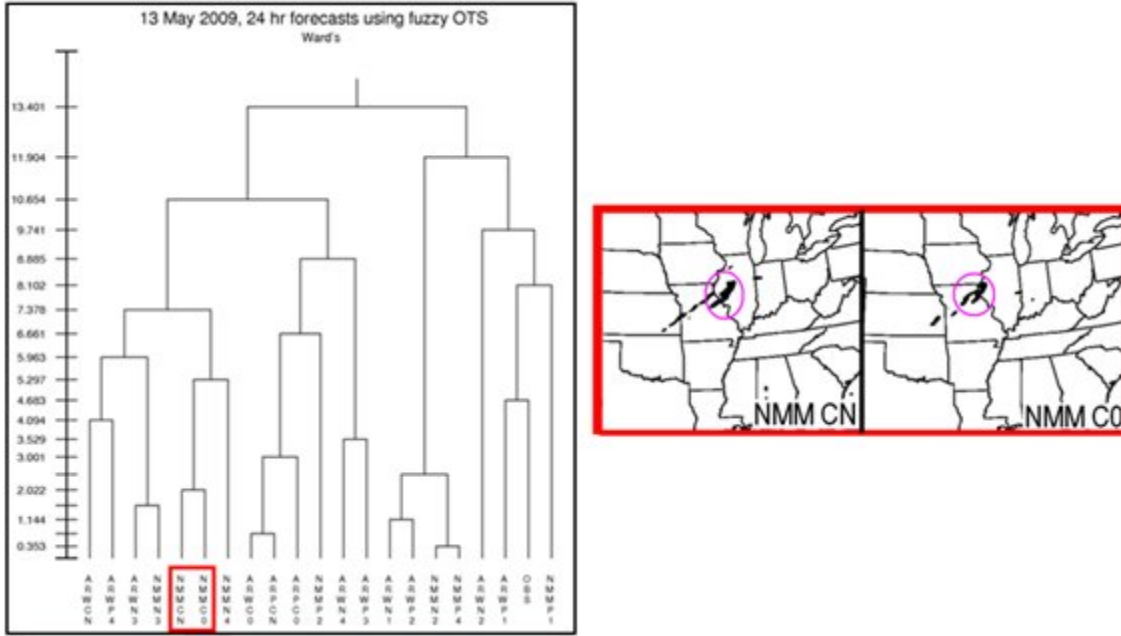 13 May 2009, 24 hr forecasts using fuzzy OTS
Ward's
13.401
11.904
10.654
9.741
8.885
8.102
7.378
6.661
5.963
5.297
4.683
4.094
3.529
3.001
2.022
1.144
0.353
ARWCN
ARWP4
ARWN3
NMMN3
NMMCN
NMMC0
NMMN4
ARWC0
ARPCN
ARPC0
NMMP2
ARWN4
ARWP3
ARWN1
ARWP2
NMMN2
NMMP4
ARWN2
ARWP1
OBS
NMMP1
NMM CN
NMM C0